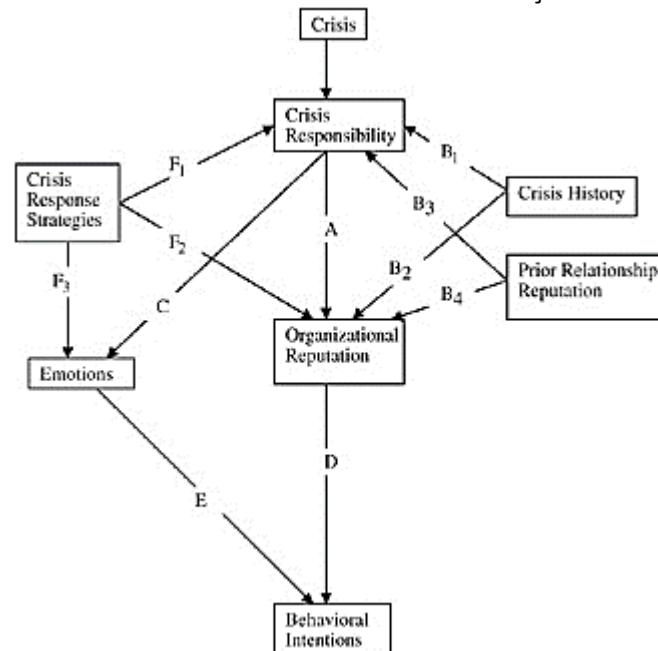 Crisis
Crisis
Responsibility
F1
B1
Crisis
Response
Strategies
Crisis History
B3
A
F2
B2
Prior Relationship
Reputation
F3
B4
C
Organizational
Reputation
Emotions
D
E
Behavioral
Intentions